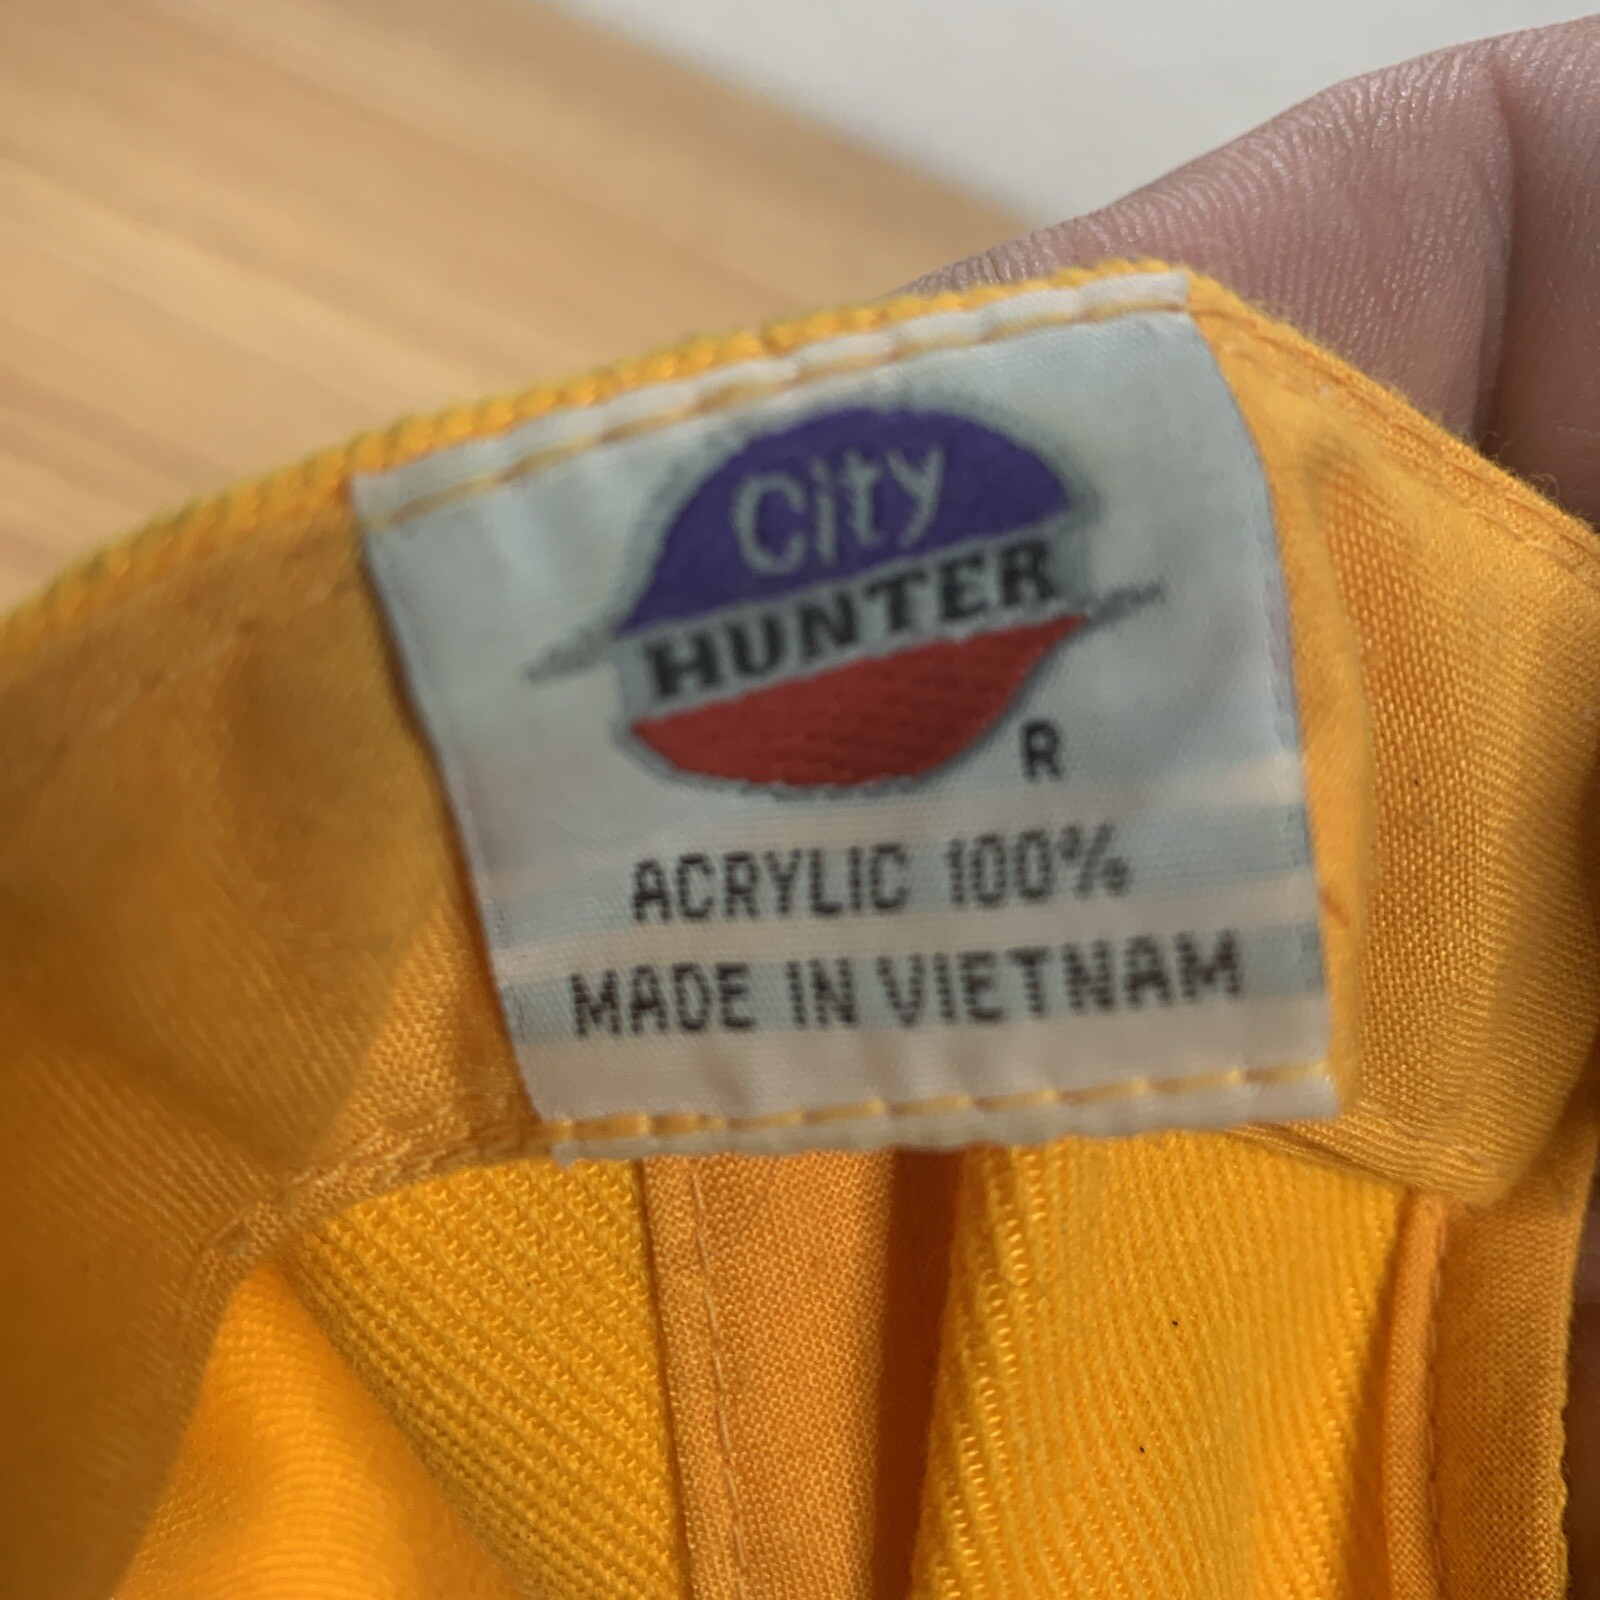 City
HUNTER
R
ACRYLIC 100%
MADE IN VIETNAM